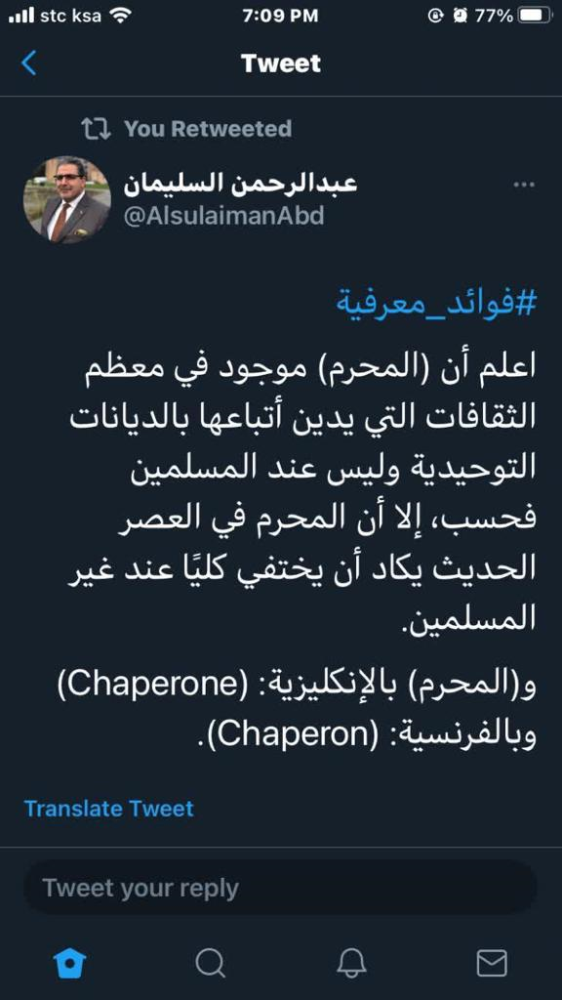 stc ksa 7:09 PM 77%
Tweet
You Retweeted
عبدالرحمن السليمان
@AlsulaimanAbd
#فوائد_معرفية
اعلم أن (المحرم) موجود في معظم
الثقافات التي يدين أتباعها بالديانات
التوحيدية وليس عند المسلمين
فحسب، إلا أن المحرم في العصر
الحديث يكاد أن يختفي كليًا عند غير
المسلمين.
و(المحرم) بالإنكليزية: (Chaperone)
وبالفرنسية: (Chaperon).
Translate Tweet
Tweet your reply